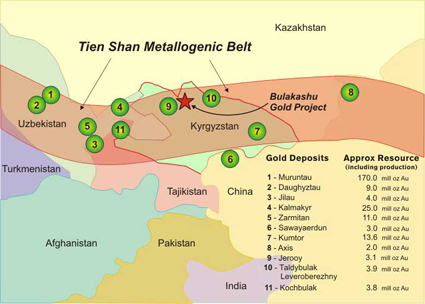 Kazakhstan
Tien Shan Metallogenic Belt
1
2
8
4
9
10
Bulakashu
Gold Project
Uzbekistan
5
11
Kyrgyzstan
7
3
6
Turkmenistan
Tajikistan
China
Afghanistan
Pakistan
India
Gold Deposits Approx Resource
(including production)
1 - Muruntau 170.0 mill oz Au
2 - Daughyztau 9.0 mill oz Au
3 - Jilau 4.0 mill oz Au
4 - Kalmakyr 25.0 mill oz Au
5 - Zarmitan 11.0 mill oz Au
6 - Sawayaerdun 3.0 mill oz Au
7 - Kumtor 13.6 mill oz Au
8 - Axis 2.0 mill oz Au
9 - Jerooy 3.1 mill oz Au
10 - Taldybulak 3.9 mill oz Au
Leveroberezhny
11 - Kochbulak 3.8 mill oz Au